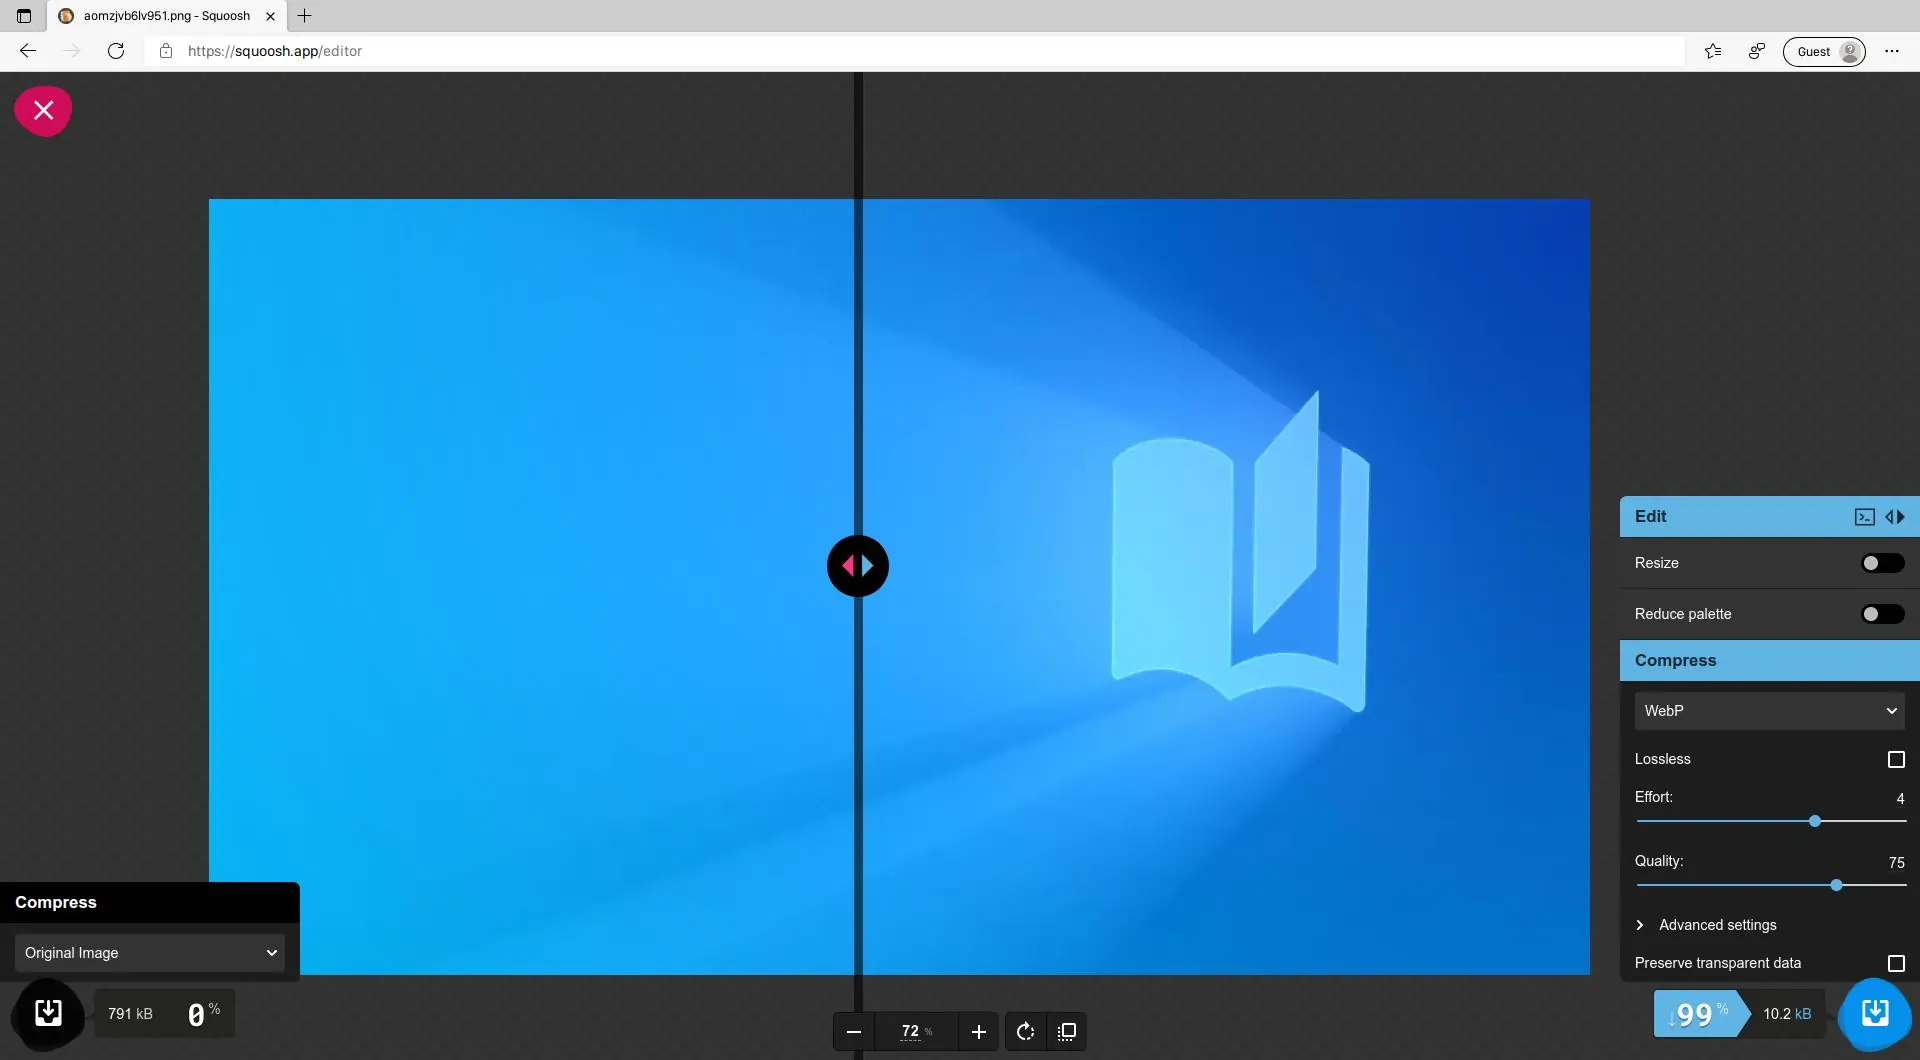 aomzjvb6lv951.png - Squoosh
https://squoosh.app/editor
Guest
Edit
Resize
Reduce palette
Compress
WebP
Lossless
Effort: 4
Quality: 75
Advanced settings
Preserve transparent data
Compress
Original Image
791 kB 0 %
72 %
↓99 % 10.2 kB